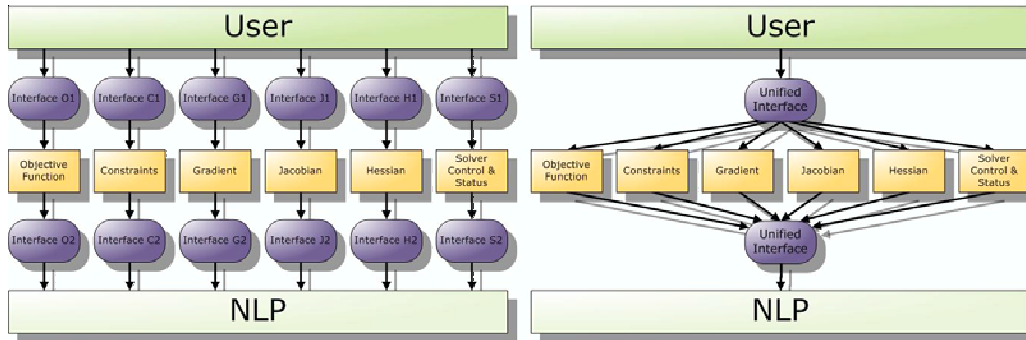 User
Interface O1
Interface C1
Interface G1
Interface J1
Interface H1
Interface S1
Objective
Function
Constraints
Gradient
Jacobian
Hessian
Solver
Control &
Status
Interface O2
Interface C2
Interface G2
Interface J2
Interface H2
Interface S2
NLP
User
Unified
Interface
Objective
Function
Constraints
Gradient
Jacobian
Hessian
Solver
Control &
Status
Unified
Interface
NLP